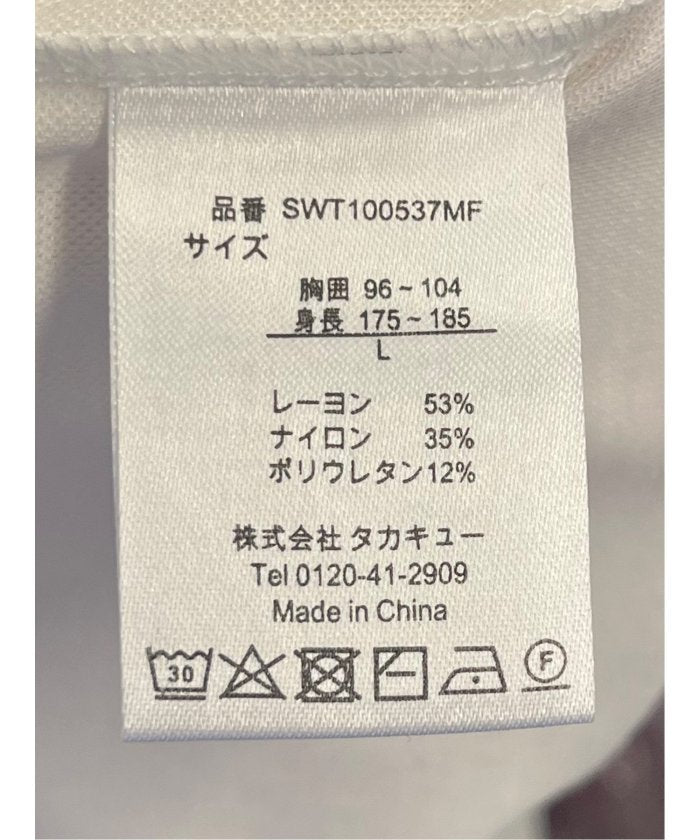 品番 SWT100537MF
サイズ
胸囲 96~104
身長 175~185
L
レーヨン 53%
ナイロン 35%
ポリウレタン12%
株式会社 タカキュー
Tel 0120-41-2909
Made in China
30 F